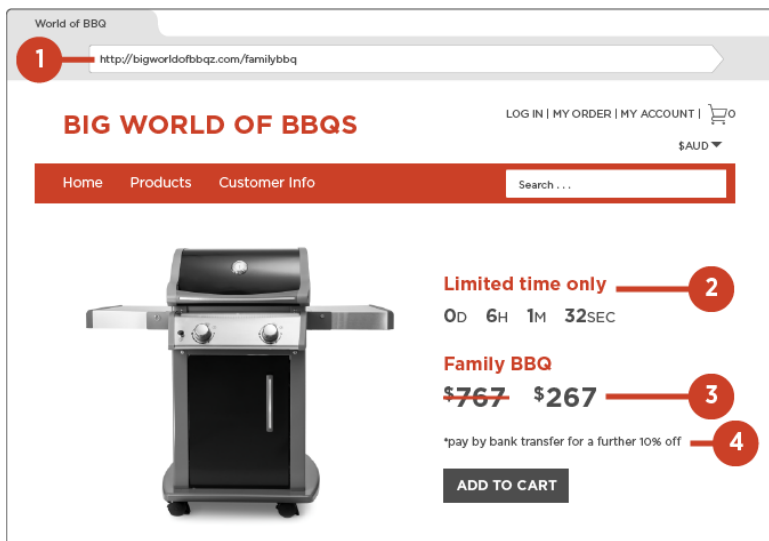 World of BBQ
1
http://bigworldofbbqz.com/familybbq
BIG WORLD OF BBQS
LOG IN | MY ORDER | MY ACCOUNT | 0
$AUD
Home Products Customer Info
Search . . .
Limited time only 2
0D 6H 1M 32SEC
Family BBQ
$767 $267 3
*pay by bank transfer for a further 10% off 4
ADD TO CART